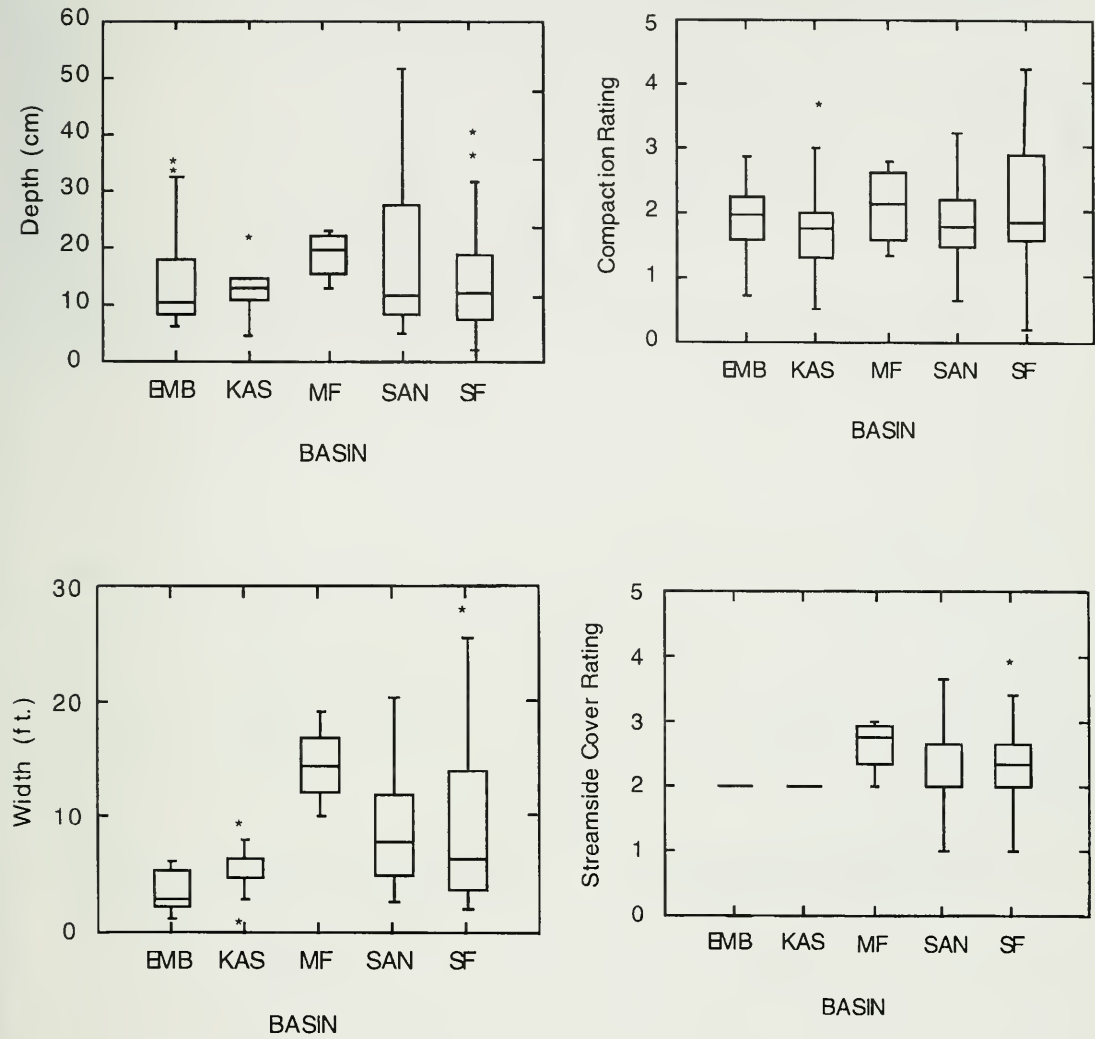 Depth (cm)
60
50
40
30
20
10
0
EMB KAS MF SAN SF
BASIN
Compaction Rating
5
4
3
2
1
0
EMB KAS MF SAN SF
BASIN
Width (ft.)
30
20
10
0
EMB KAS MF SAN SF
BASIN
Streamside Cover Rating
5
4
3
2
1
0
EMB KAS MF SAN SF
BASIN